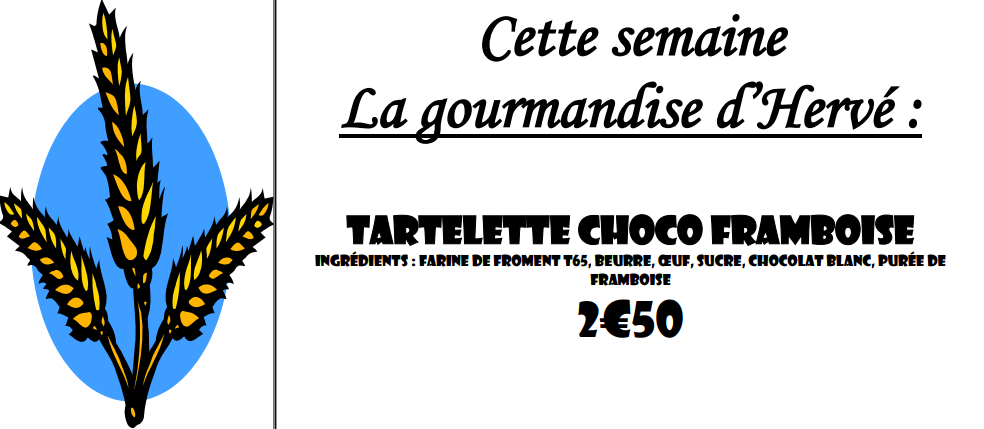 Cette semaine
La gourmandise d’Hervé :
TARTELETTE CHOCO FRAMBOISE
INGRÉDIENTS : FARINE DE FROMENT T65, BEURRE, ŒUF, SUCRE, CHOCOLAT BLANC, PURÉE DE
FRAMBOISE
2€50